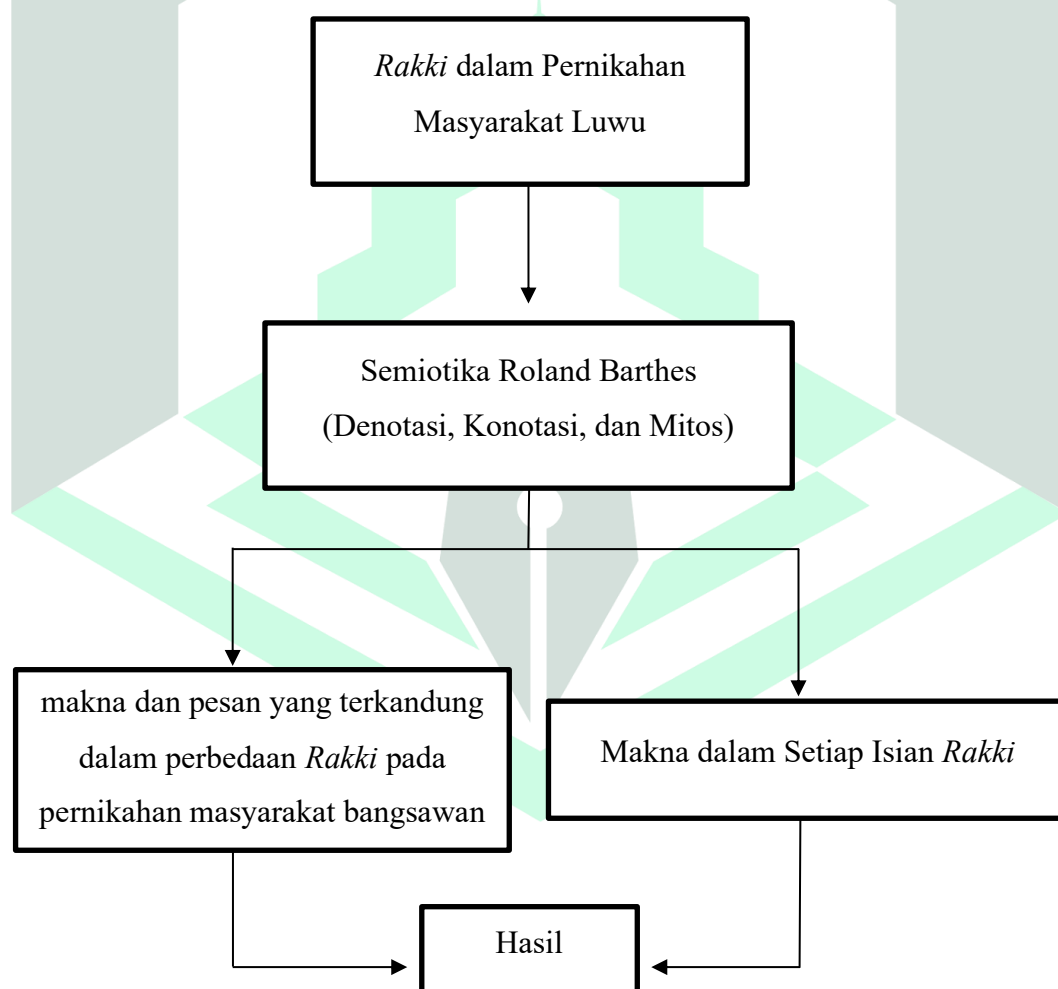 Rakki dalam Pernikahan
Masyarakat Luwu
Semiotika Roland Barthes
(Denotasi, Konotasi, dan Mitos)
makna dan pesan yang terkandung
dalam perbedaan Rakki pada
pernikahan masyarakat bangsawan
Makna dalam Setiap Isian Rakki
Hasil